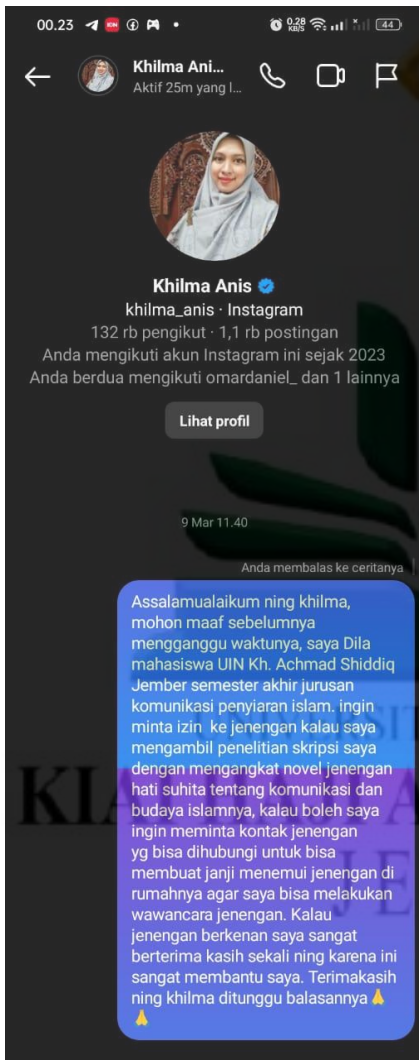 00.23 0.28 KB/S 44
Khilma Ani...
Aktif 25m yang l...
Khilma Anis
khilma_anis · Instagram
132 rb pengikut · 1,1 rb postingan
Anda mengikuti akun Instagram ini sejak 2023
Anda berdua mengikuti omardaniel_ dan 1 lainnya
Lihat profil
9 Mar 11.40
Anda membalas ke ceritanya
Assalamualaikum ning khilma,
mohon maaf sebelumnya
mengganggu waktunya, saya Dila
mahasiswa UIN Kh. Achmad Shiddiq
Jember semester akhir jurusan
komunikasi penyiaran islam. ingin
minta izin ke jenengan kalau saya
mengambil penelitian skripsi saya
dengan mengangkat novel jenengan
hati suhita tentang komunikasi dan
budaya islamnya, kalau boleh saya
ingin meminta kontak jenengan
yg bisa dihubungi untuk bisa
membuat janji menemui jenengan di
rumahnya agar saya bisa melakukan
wawancara jenengan. Kalau
jenengan berkenan saya sangat
berterima kasih sekali ning karena ini
sangat membantu saya. Terimakasih
ning khilma ditunggu balasannya 🙏
🙏